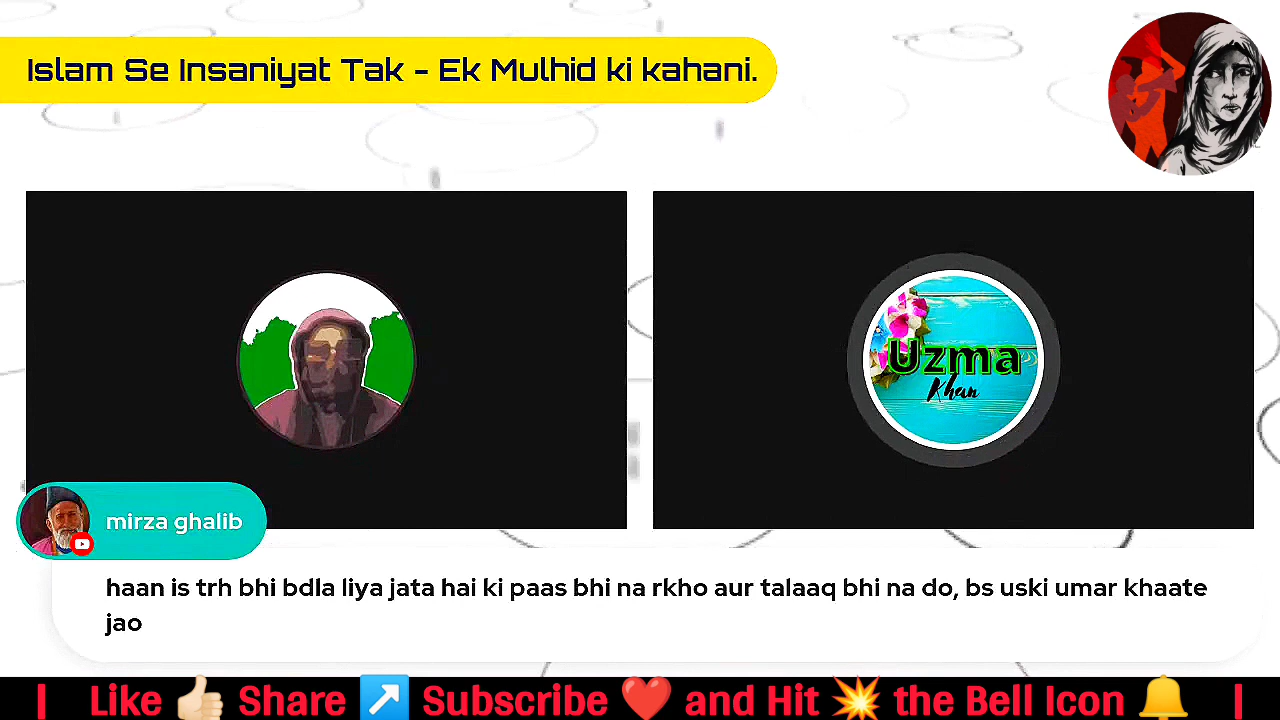 Islam Se Insaniyat Tak - Ek Mulhid ki kahani.
Uzma
Khan
mirza ghalib
haan is trh bhi bdla liya jata hai ki paas bhi na rkho aur talaaq bhi na do, bs uski umar khaate
jao
| Like 👍🏻 Share ↗️ Subscribe ❤️ and Hit 💥 the Bell Icon 🔔 |